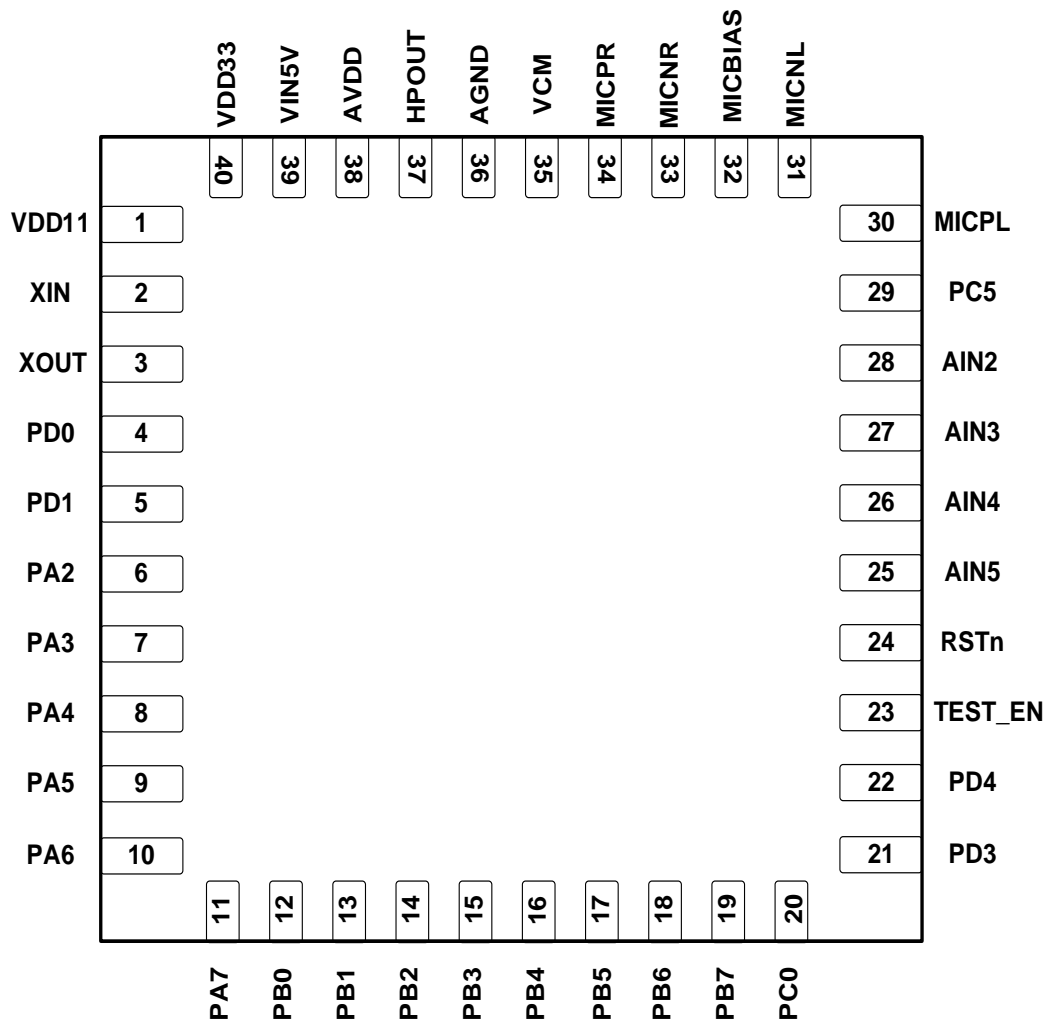 VDD33 VIN5V AVDD HPOUT AGND VCM MICPR MICNR MICBIAS MICNL
40 39 38 37 36 35 34 33 32 31
VDD11 1 30 MICPL
XIN 2 29 PC5
XOUT 3 28 AIN2
PD0 4 27 AIN3
PD1 5 26 AIN4
PA2 6 25 AIN5
PA3 7 24 RSTn
PA4 8 23 TEST_EN
PA5 9 22 PD4
PA6 10 21 PD3
11 12 13 14 15 16 17 18 19 20
PA7 PB0 PB1 PB2 PB3 PB4 PB5 PB6 PB7 PC0